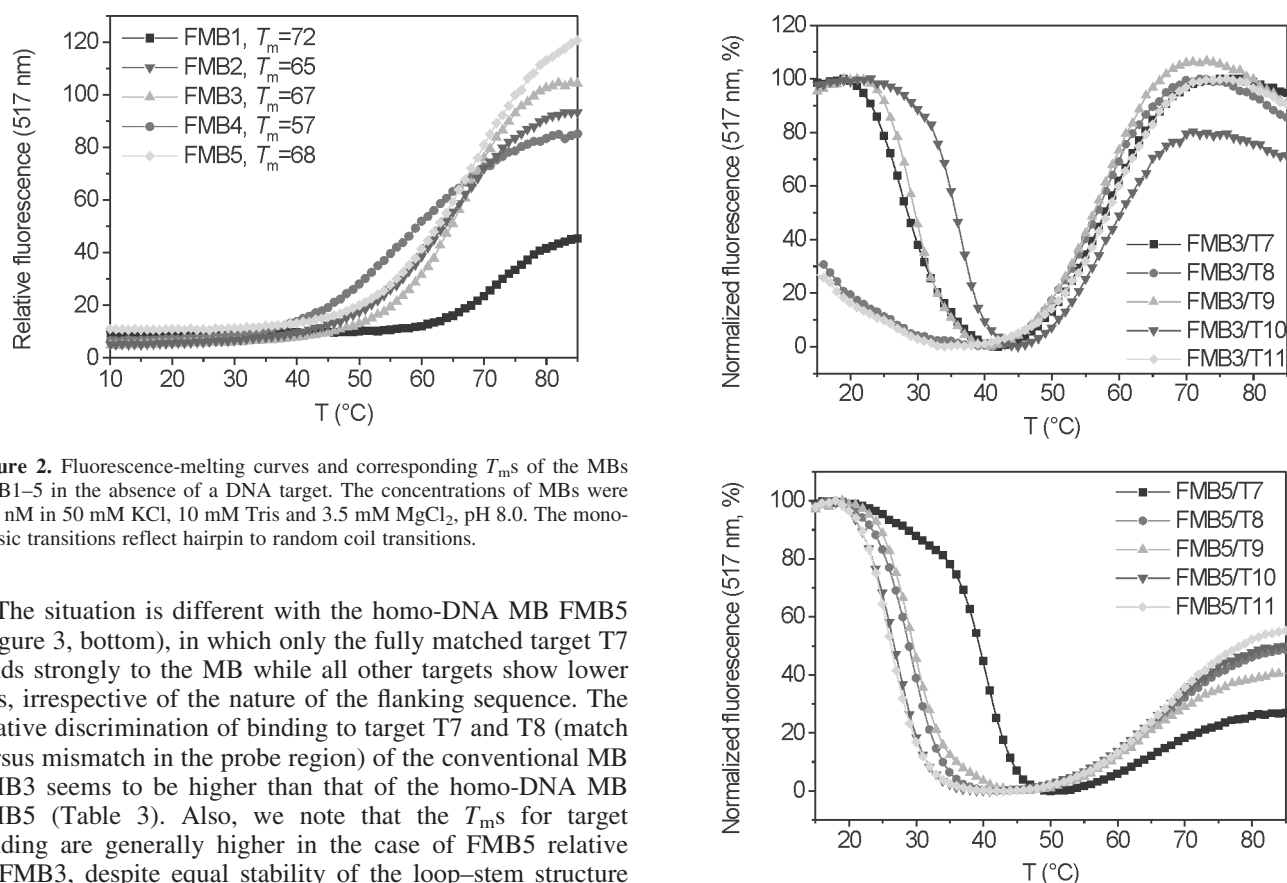 120
100
80
60
40
20
0
Relative fluorescence (517 nm)
FMB1, Tm=72
FMB2, Tm=65
FMB3, Tm=67
FMB4, Tm=57
FMB5, Tm=68
10 20 30 40 50 60 70 80
T (°C)
ure 2. Fluorescence-melting curves and corresponding Tms of the MBs
B1–5 in the absence of a DNA target. The concentrations of MBs were
nM in 50 mM KCl, 10 mM Tris and 3.5 mM MgCl2, pH 8.0. The mono-
sic transitions reflect hairpin to random coil transitions.
The situation is different with the homo-DNA MB FMB5
gure 3, bottom), in which only the fully matched target T7
ds strongly to the MB while all other targets show lower
s, irrespective of the nature of the flanking sequence. The
ative discrimination of binding to target T7 and T8 (match
rsus mismatch in the probe region) of the conventional MB
MB3 seems to be higher than that of the homo-DNA MB
MB5 (Table 3). Also, we note that the Tms for target
ding are generally higher in the case of FMB5 relative
FMB3, despite equal stability of the loop–stem structure
120
100
80
60
40
20
0
Normalized fluorescence (517 nm, %)
FMB3/T7
FMB3/T8
FMB3/T9
FMB3/T10
FMB3/T11
20 30 40 50 60 70 80
T (°C)
100
80
60
40
20
0
Normalized fluorescence (517 nm, %)
FMB5/T7
FMB5/T8
FMB5/T9
FMB5/T10
FMB5/T11
20 30 40 50 60 70 80
T (°C)